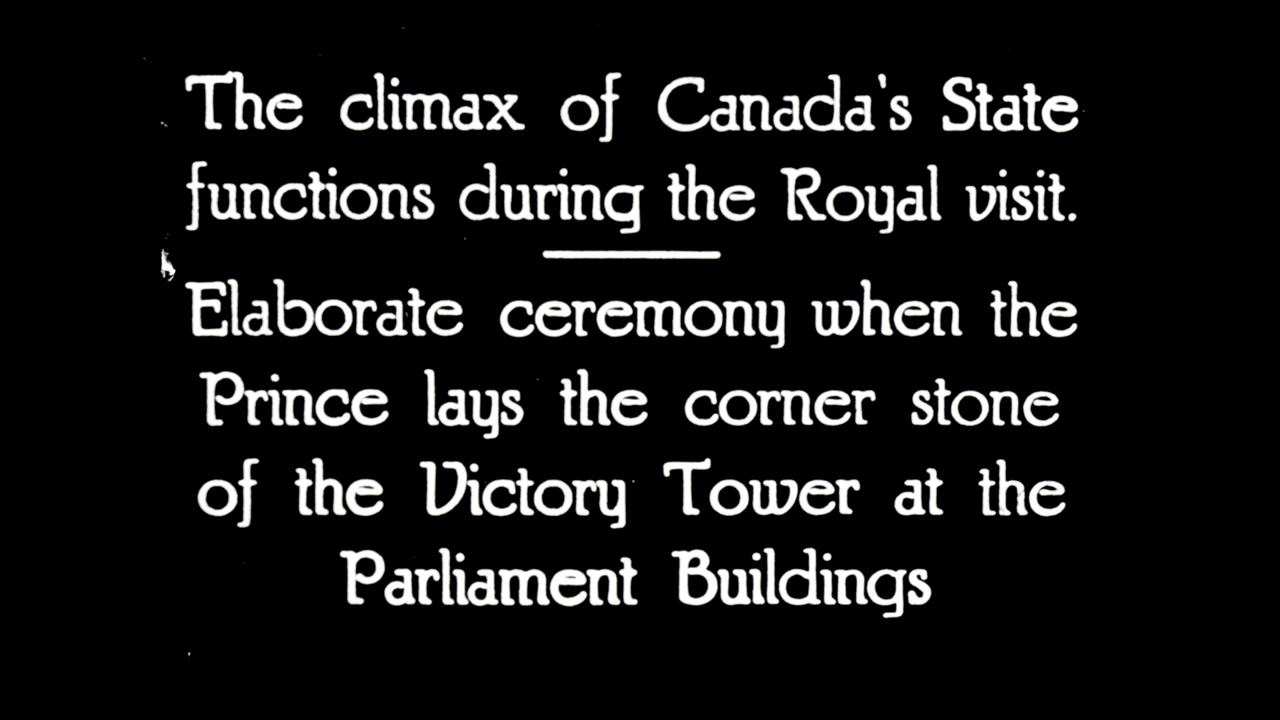 The climax of Canada's State
functions during the Royal visit.
Elaborate ceremony when the
Prince lays the corner stone
of the Victory Tower at the
Parliament Buildings